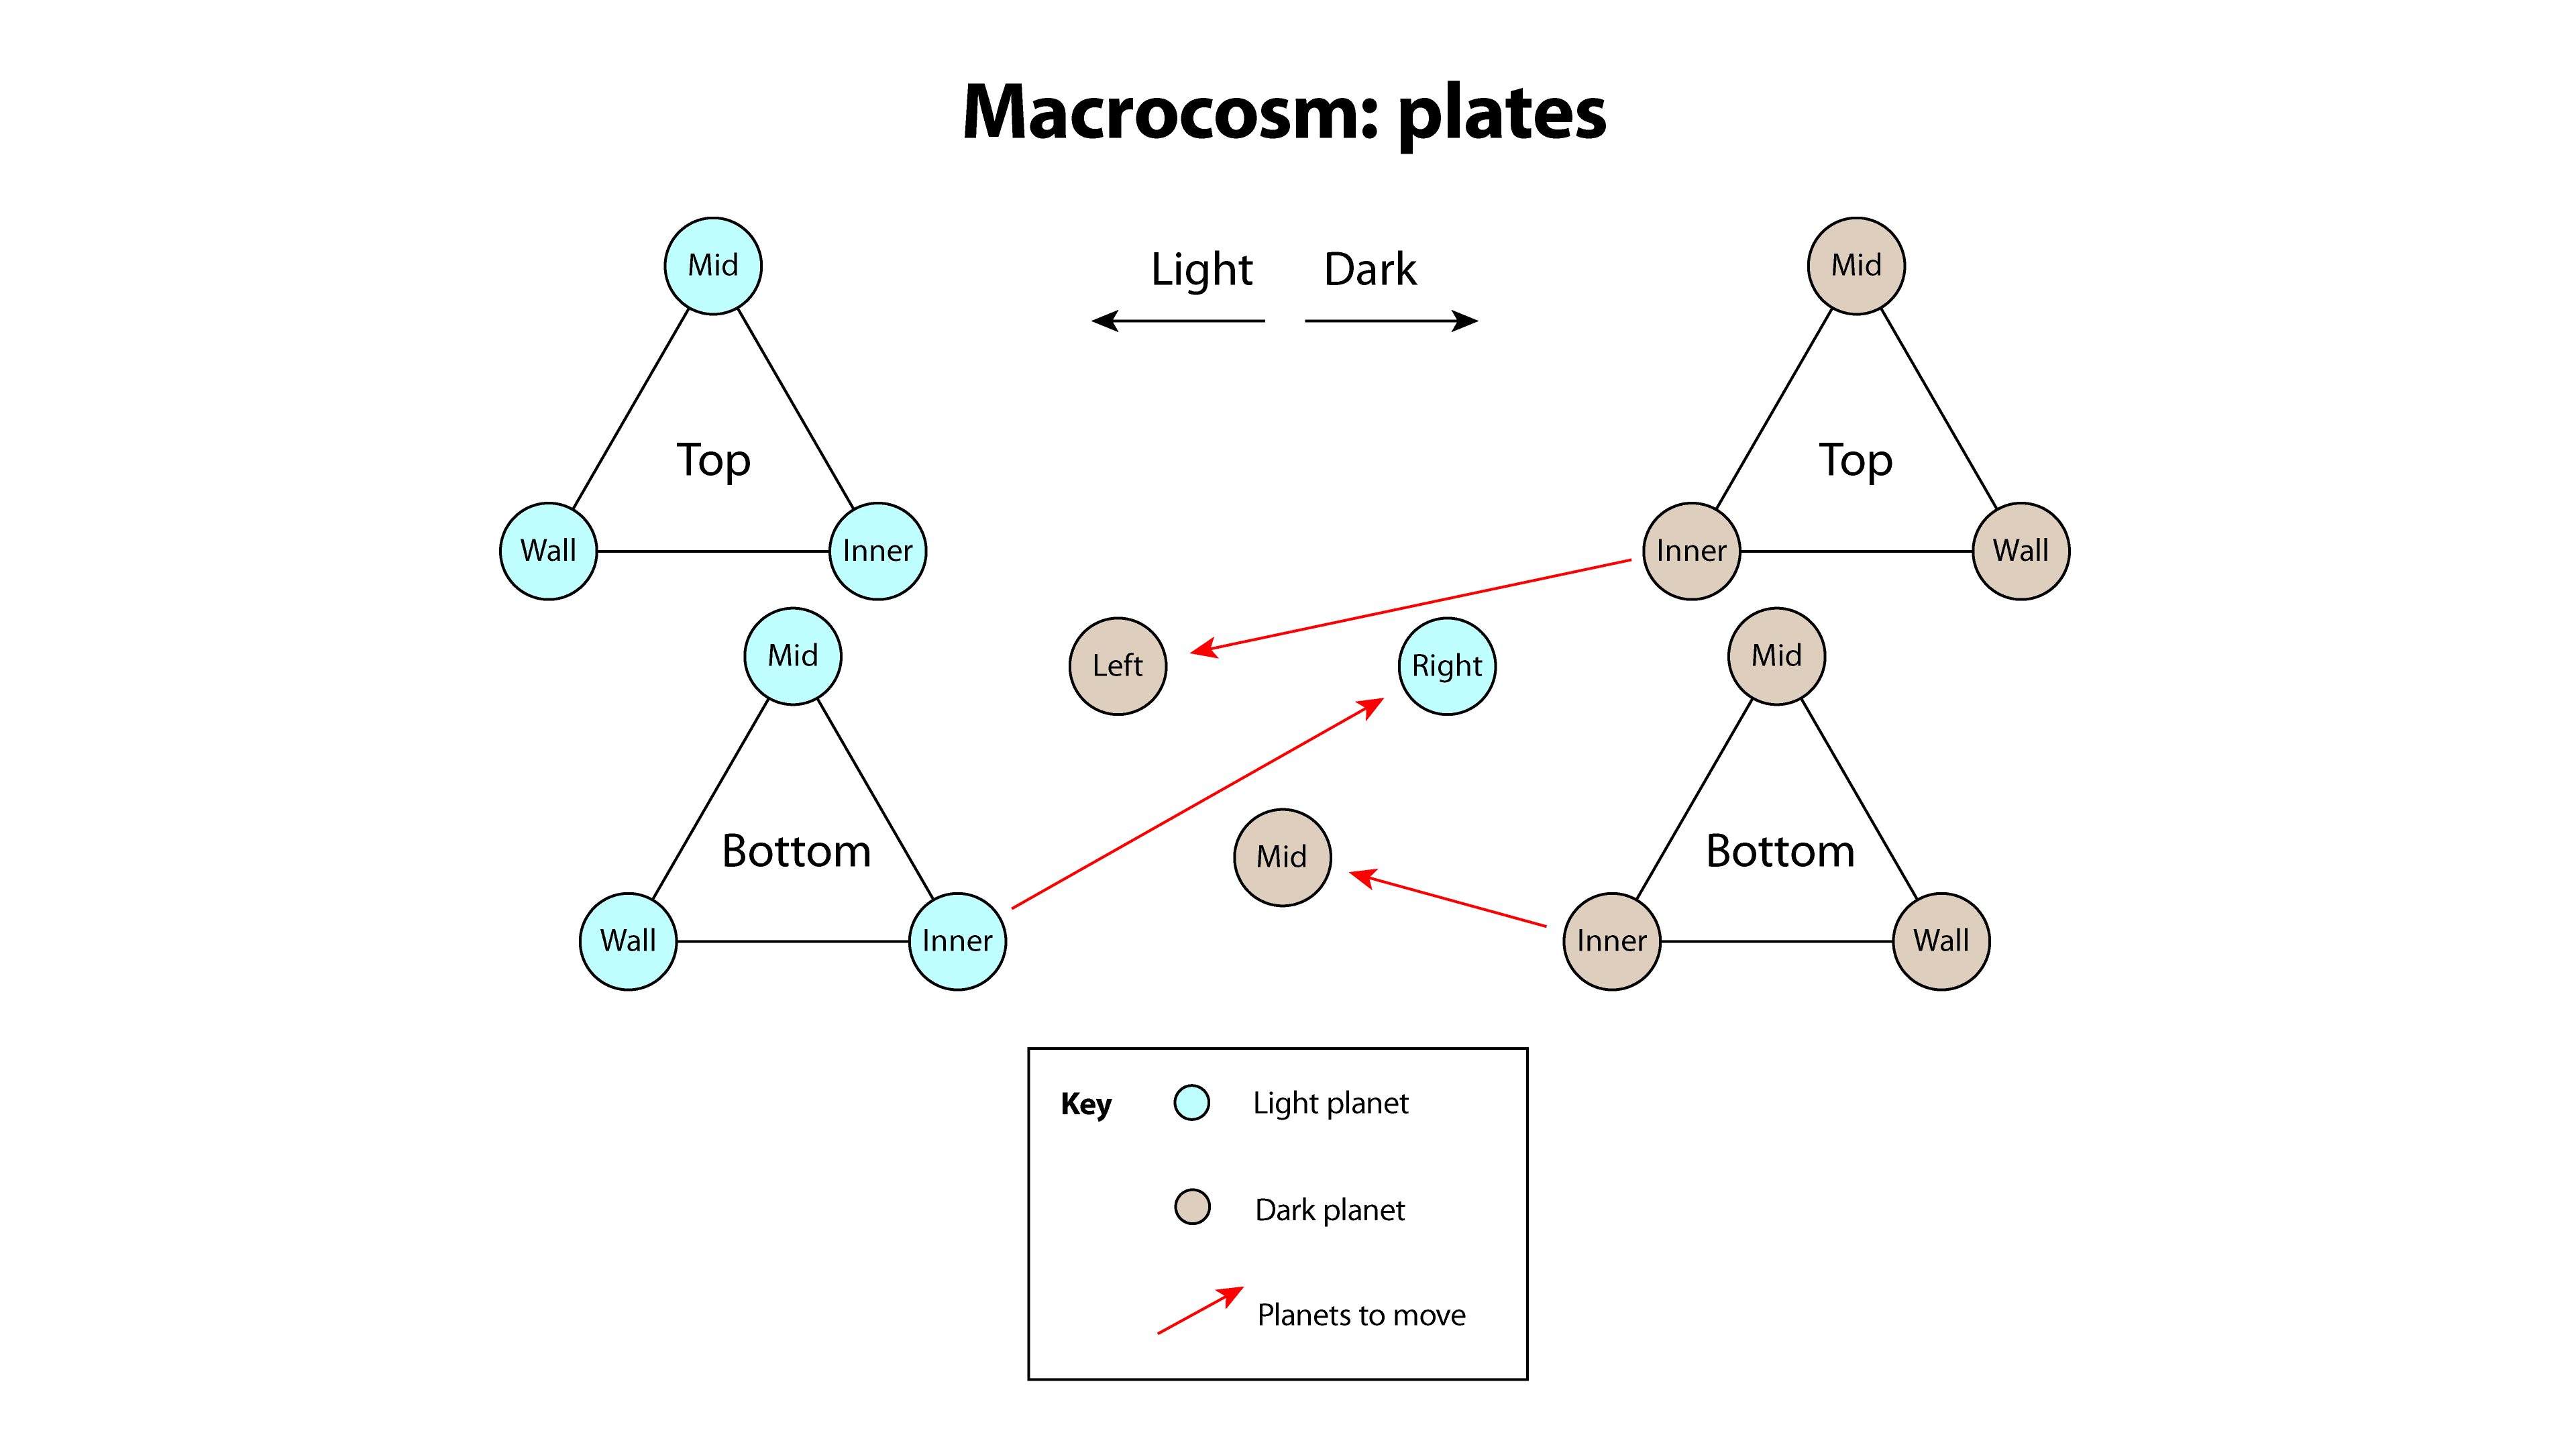 Macrocosm: plates
Light Dark
Mid
Top
Wall Inner
Mid
Top
Inner Wall
Mid
Bottom
Wall Inner
Left
Right
Mid
Mid
Bottom
Inner Wall
Key
Light planet
Dark planet
Planets to move